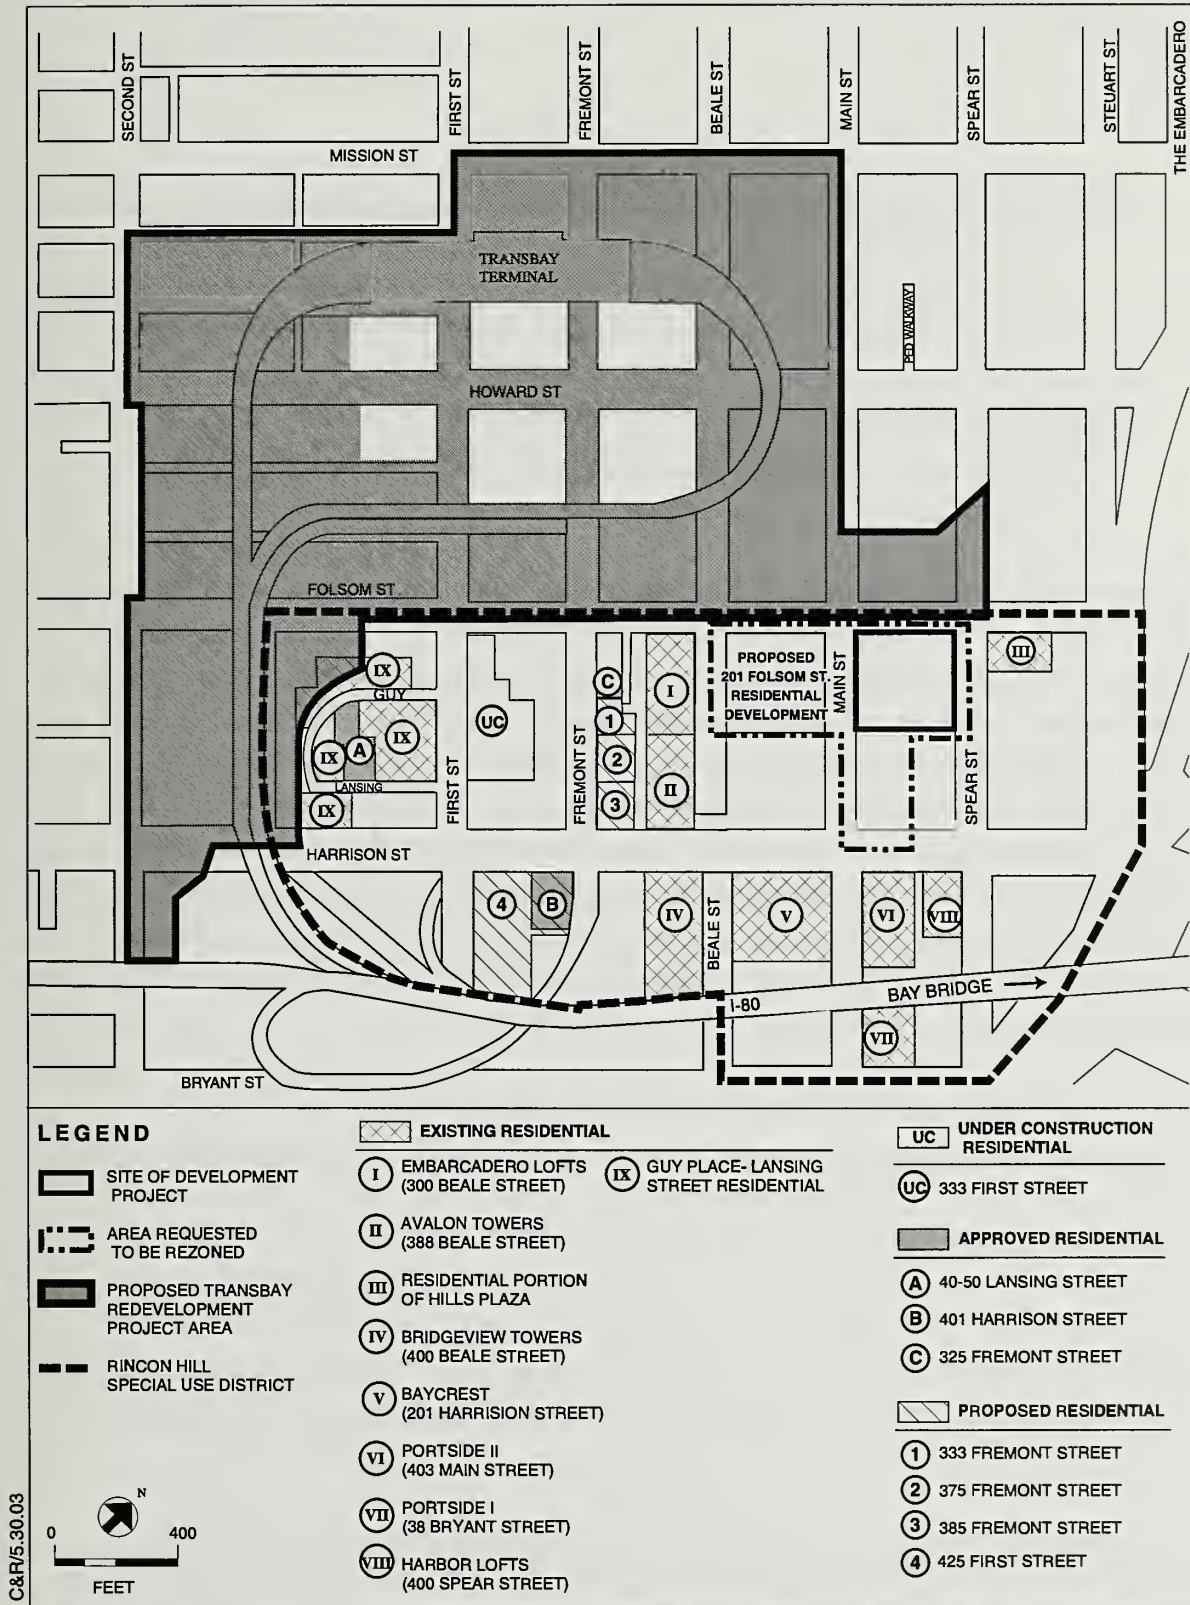 SECOND ST
FIRST ST
FREMONT ST
BEALE ST
MAIN ST
SPEAR ST
STEUART ST
THE EMBARCADERO
MISSION ST
TRANSBAY
TERMINAL
PED WALKWAY
HOWARD ST
FOLSOM ST.
PROPOSED
201 FOLSOM ST.
RESIDENTIAL
DEVELOPMENT
MAIN ST
III
IX
GUY
C
I
1
UC
IX
A
IX
2
II
3
LANSING
IX
FIRST ST
FREMONT ST
SPEAR ST
HARRISON ST
4
B
IV
BEALE ST
V
VI
VIII
BAY BRIDGE
I-80
VII
BRYANT ST
LEGEND
SITE OF DEVELOPMENT
PROJECT
AREA REQUESTED
TO BE REZONED
PROPOSED TRANSBAY
REDEVELOPMENT
PROJECT AREA
RINCON HILL
SPECIAL USE DISTRICT
N
0 400
FEET
EXISTING RESIDENTIAL
I EMBARCADERO LOFTS
(300 BEALE STREET)
II AVALON TOWERS
(388 BEALE STREET)
III RESIDENTIAL PORTION
OF HILLS PLAZA
IV BRIDGEVIEW TOWERS
(400 BEALE STREET)
V BAYCREST
(201 HARRISION STREET)
VI PORTSIDE II
(403 MAIN STREET)
VII PORTSIDE I
(38 BRYANT STREET)
VIII HARBOR LOFTS
(400 SPEAR STREET)
IX GUY PLACE- LANSING
STREET RESIDENTIAL
UC UNDER CONSTRUCTION
RESIDENTIAL
UC 333 FIRST STREET
APPROVED RESIDENTIAL
A 40-50 LANSING STREET
B 401 HARRISON STREET
C 325 FREMONT STREET
PROPOSED RESIDENTIAL
1 333 FREMONT STREET
2 375 FREMONT STREET
3 385 FREMONT STREET
4 425 FIRST STREET
C&R/5.30.03